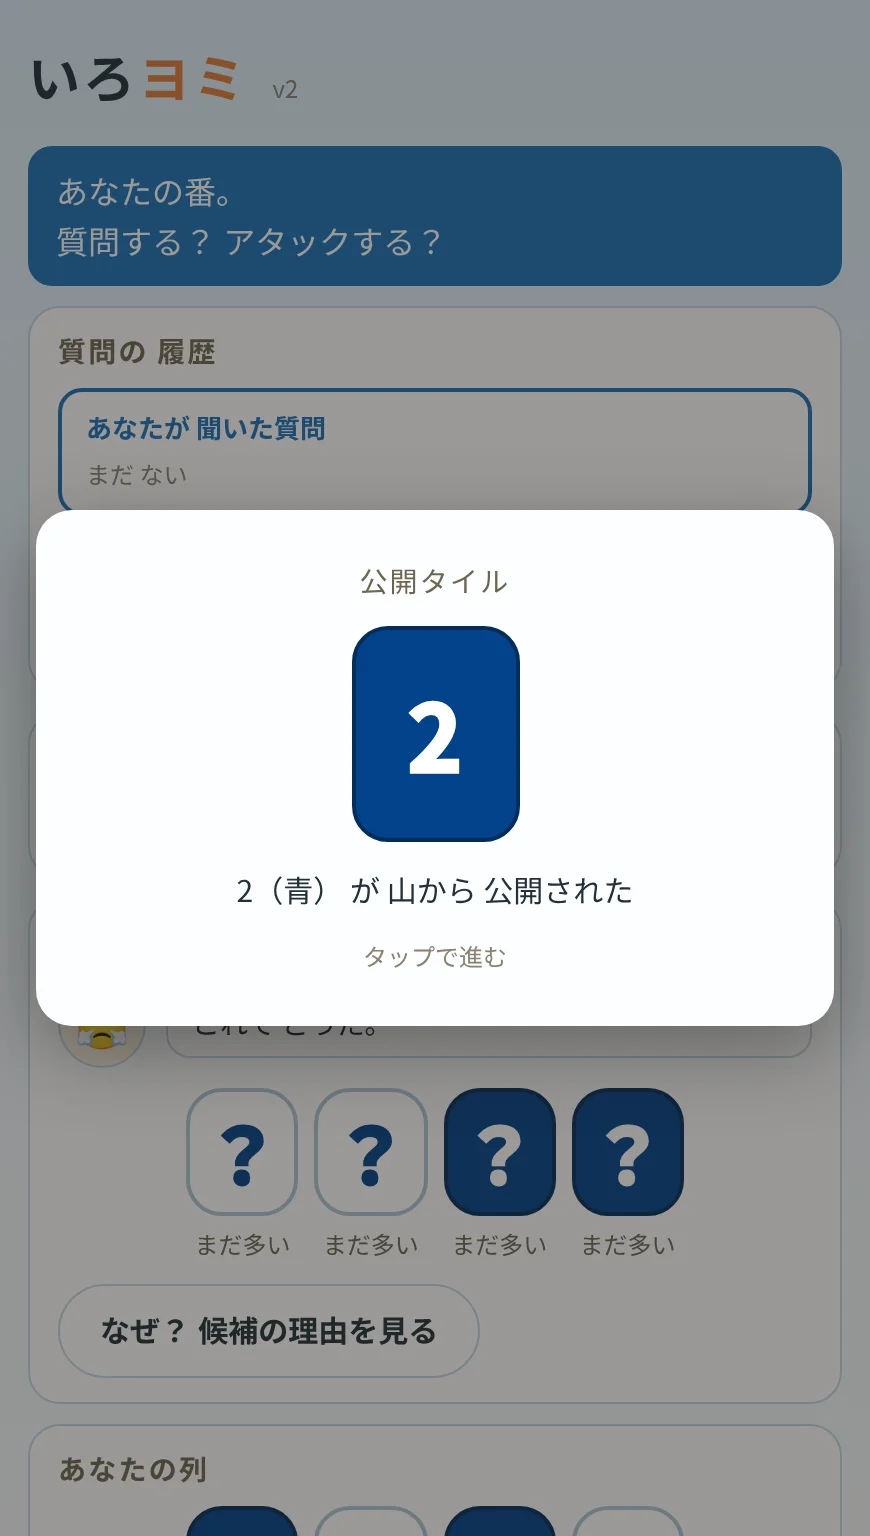 いろヨミ v2
あなたの番。
質問する？ アタックする？
質問の 履歴
あなたが 聞いた質問
まだ ない
公開タイル
2
2（青） が 山から 公開された
タップで進む
? ? ? ?
まだ多い まだ多い まだ多い まだ多い
なぜ？ 候補の理由を見る
あなたの列